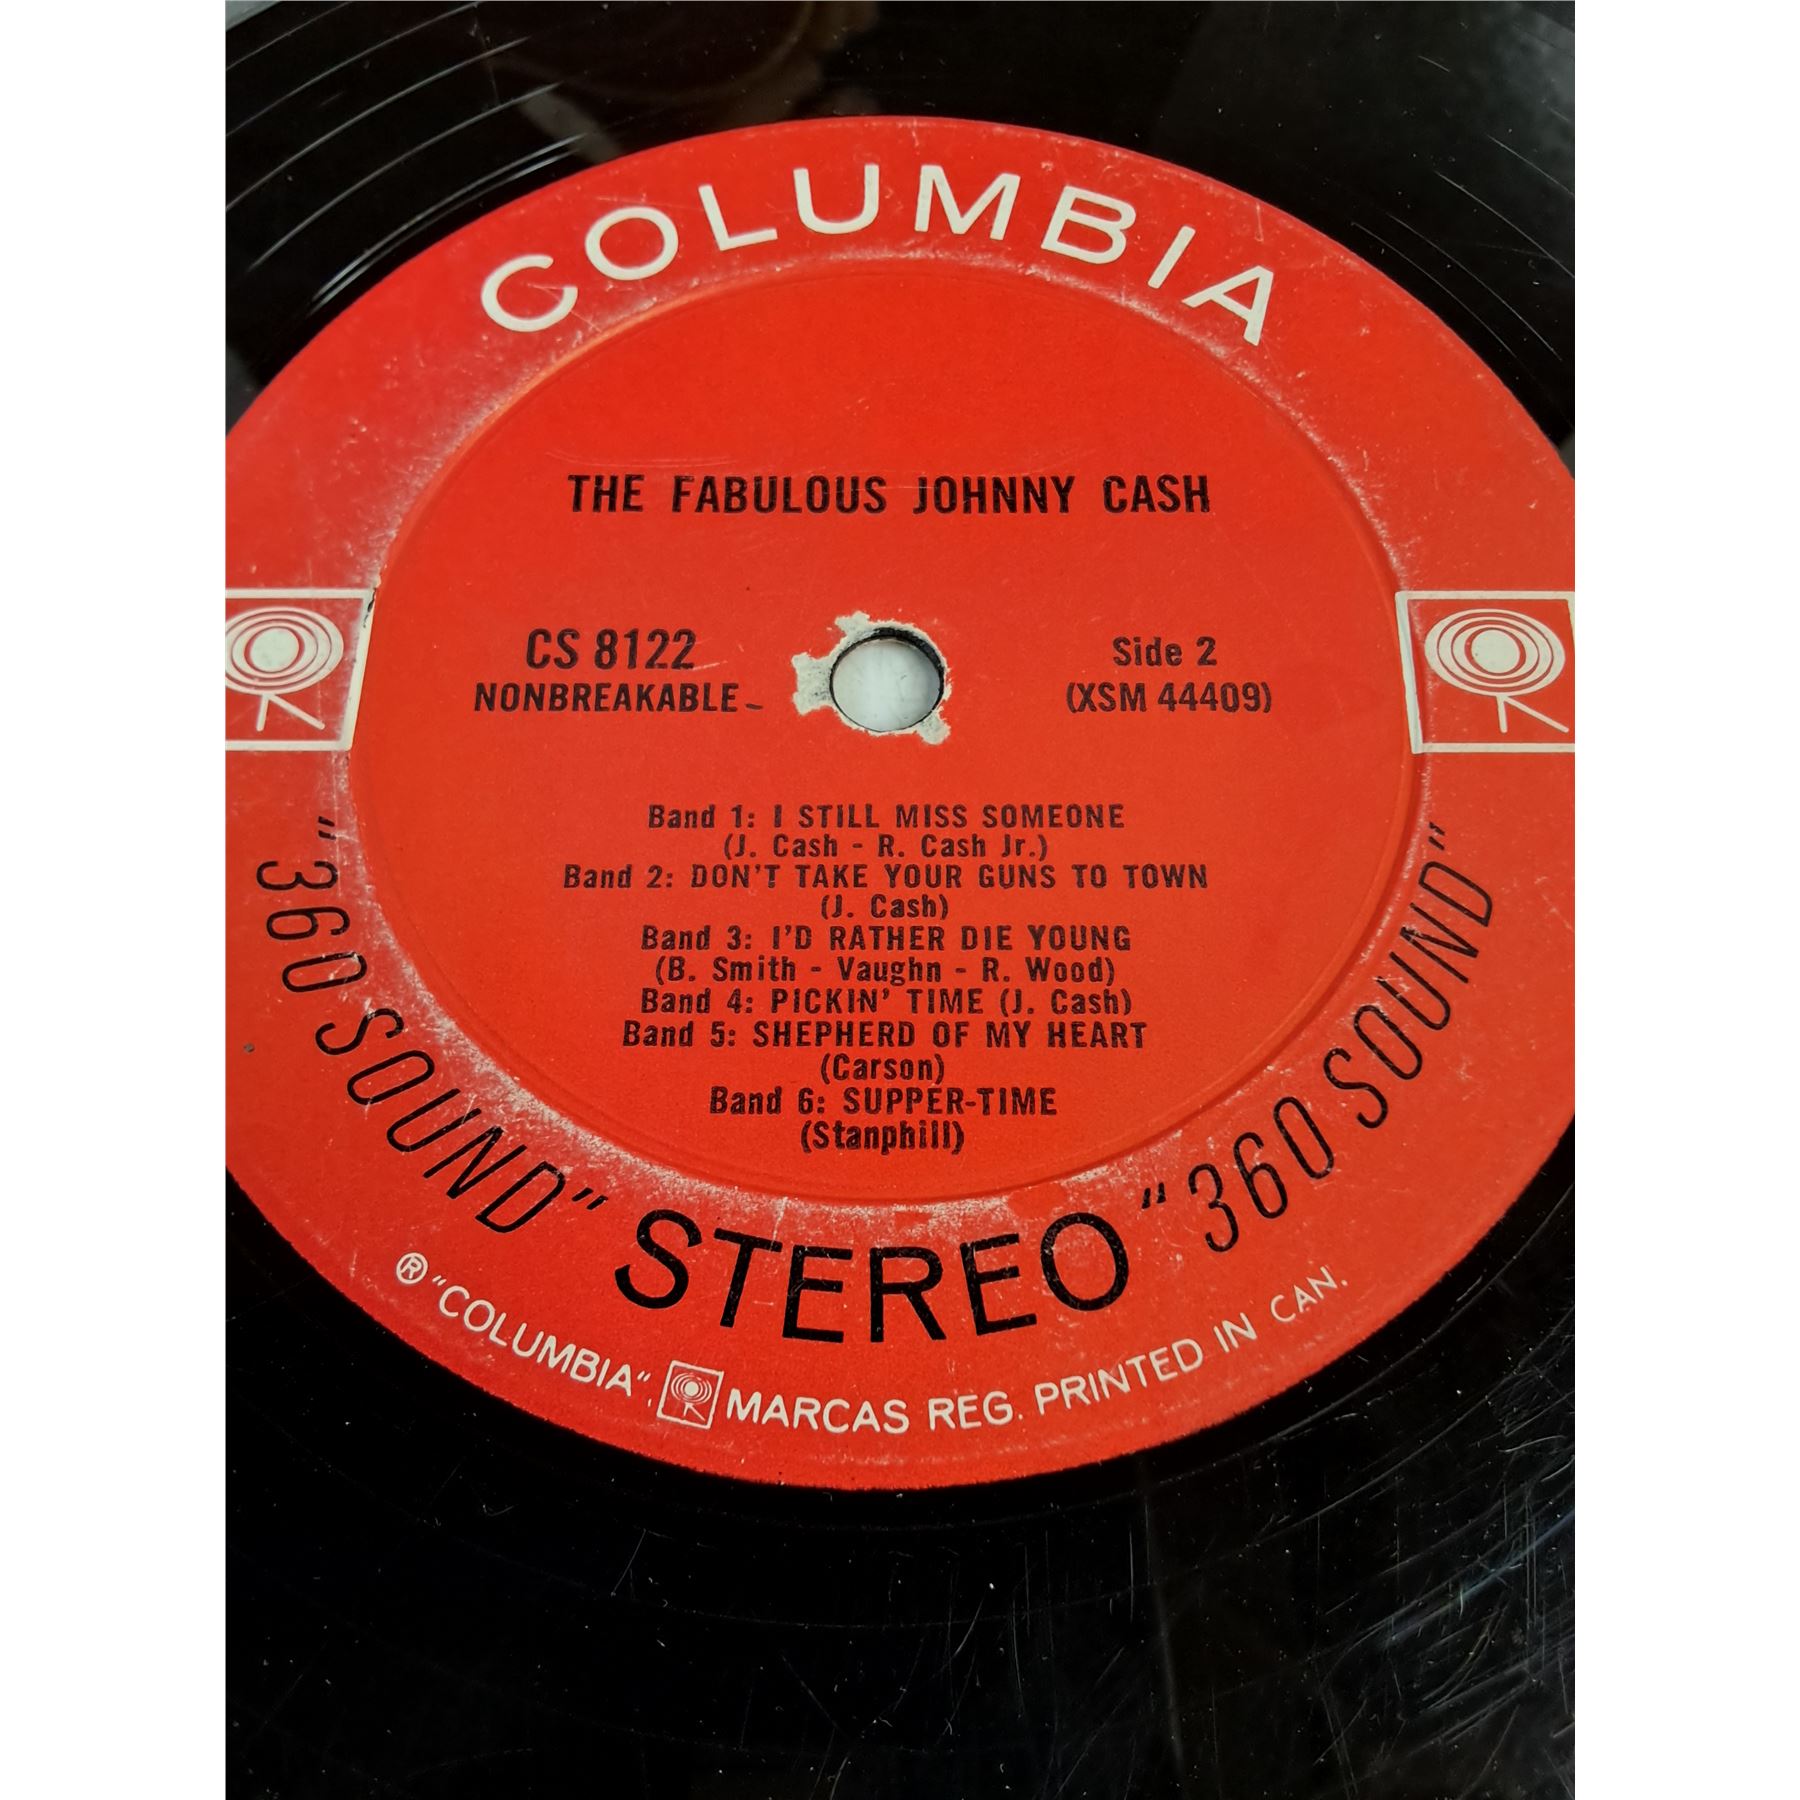 COLUMBIA
THE FABULOUS JOHNNY CASH
CS 8122
NONBREAKABLE
Side 2
(XSM 44409)
Band 1: I STILL MISS SOMEONE
(J. Cash - R. Cash Jr.)
Band 2: DON'T TAKE YOUR GUNS TO TOWN
(J. Cash)
Band 3: I'D RATHER DIE YOUNG
(B. Smith - Vaughn - R. Wood)
Band 4: PICKIN' TIME (J. Cash)
Band 5: SHEPHERD OF MY HEART
(Carson)
Band 6: SUPPER-TIME
(Stanphill)
"360 SOUND" STEREO "360 SOUND"
® "COLUMBIA", MARCAS REG. PRINTED IN CAN.